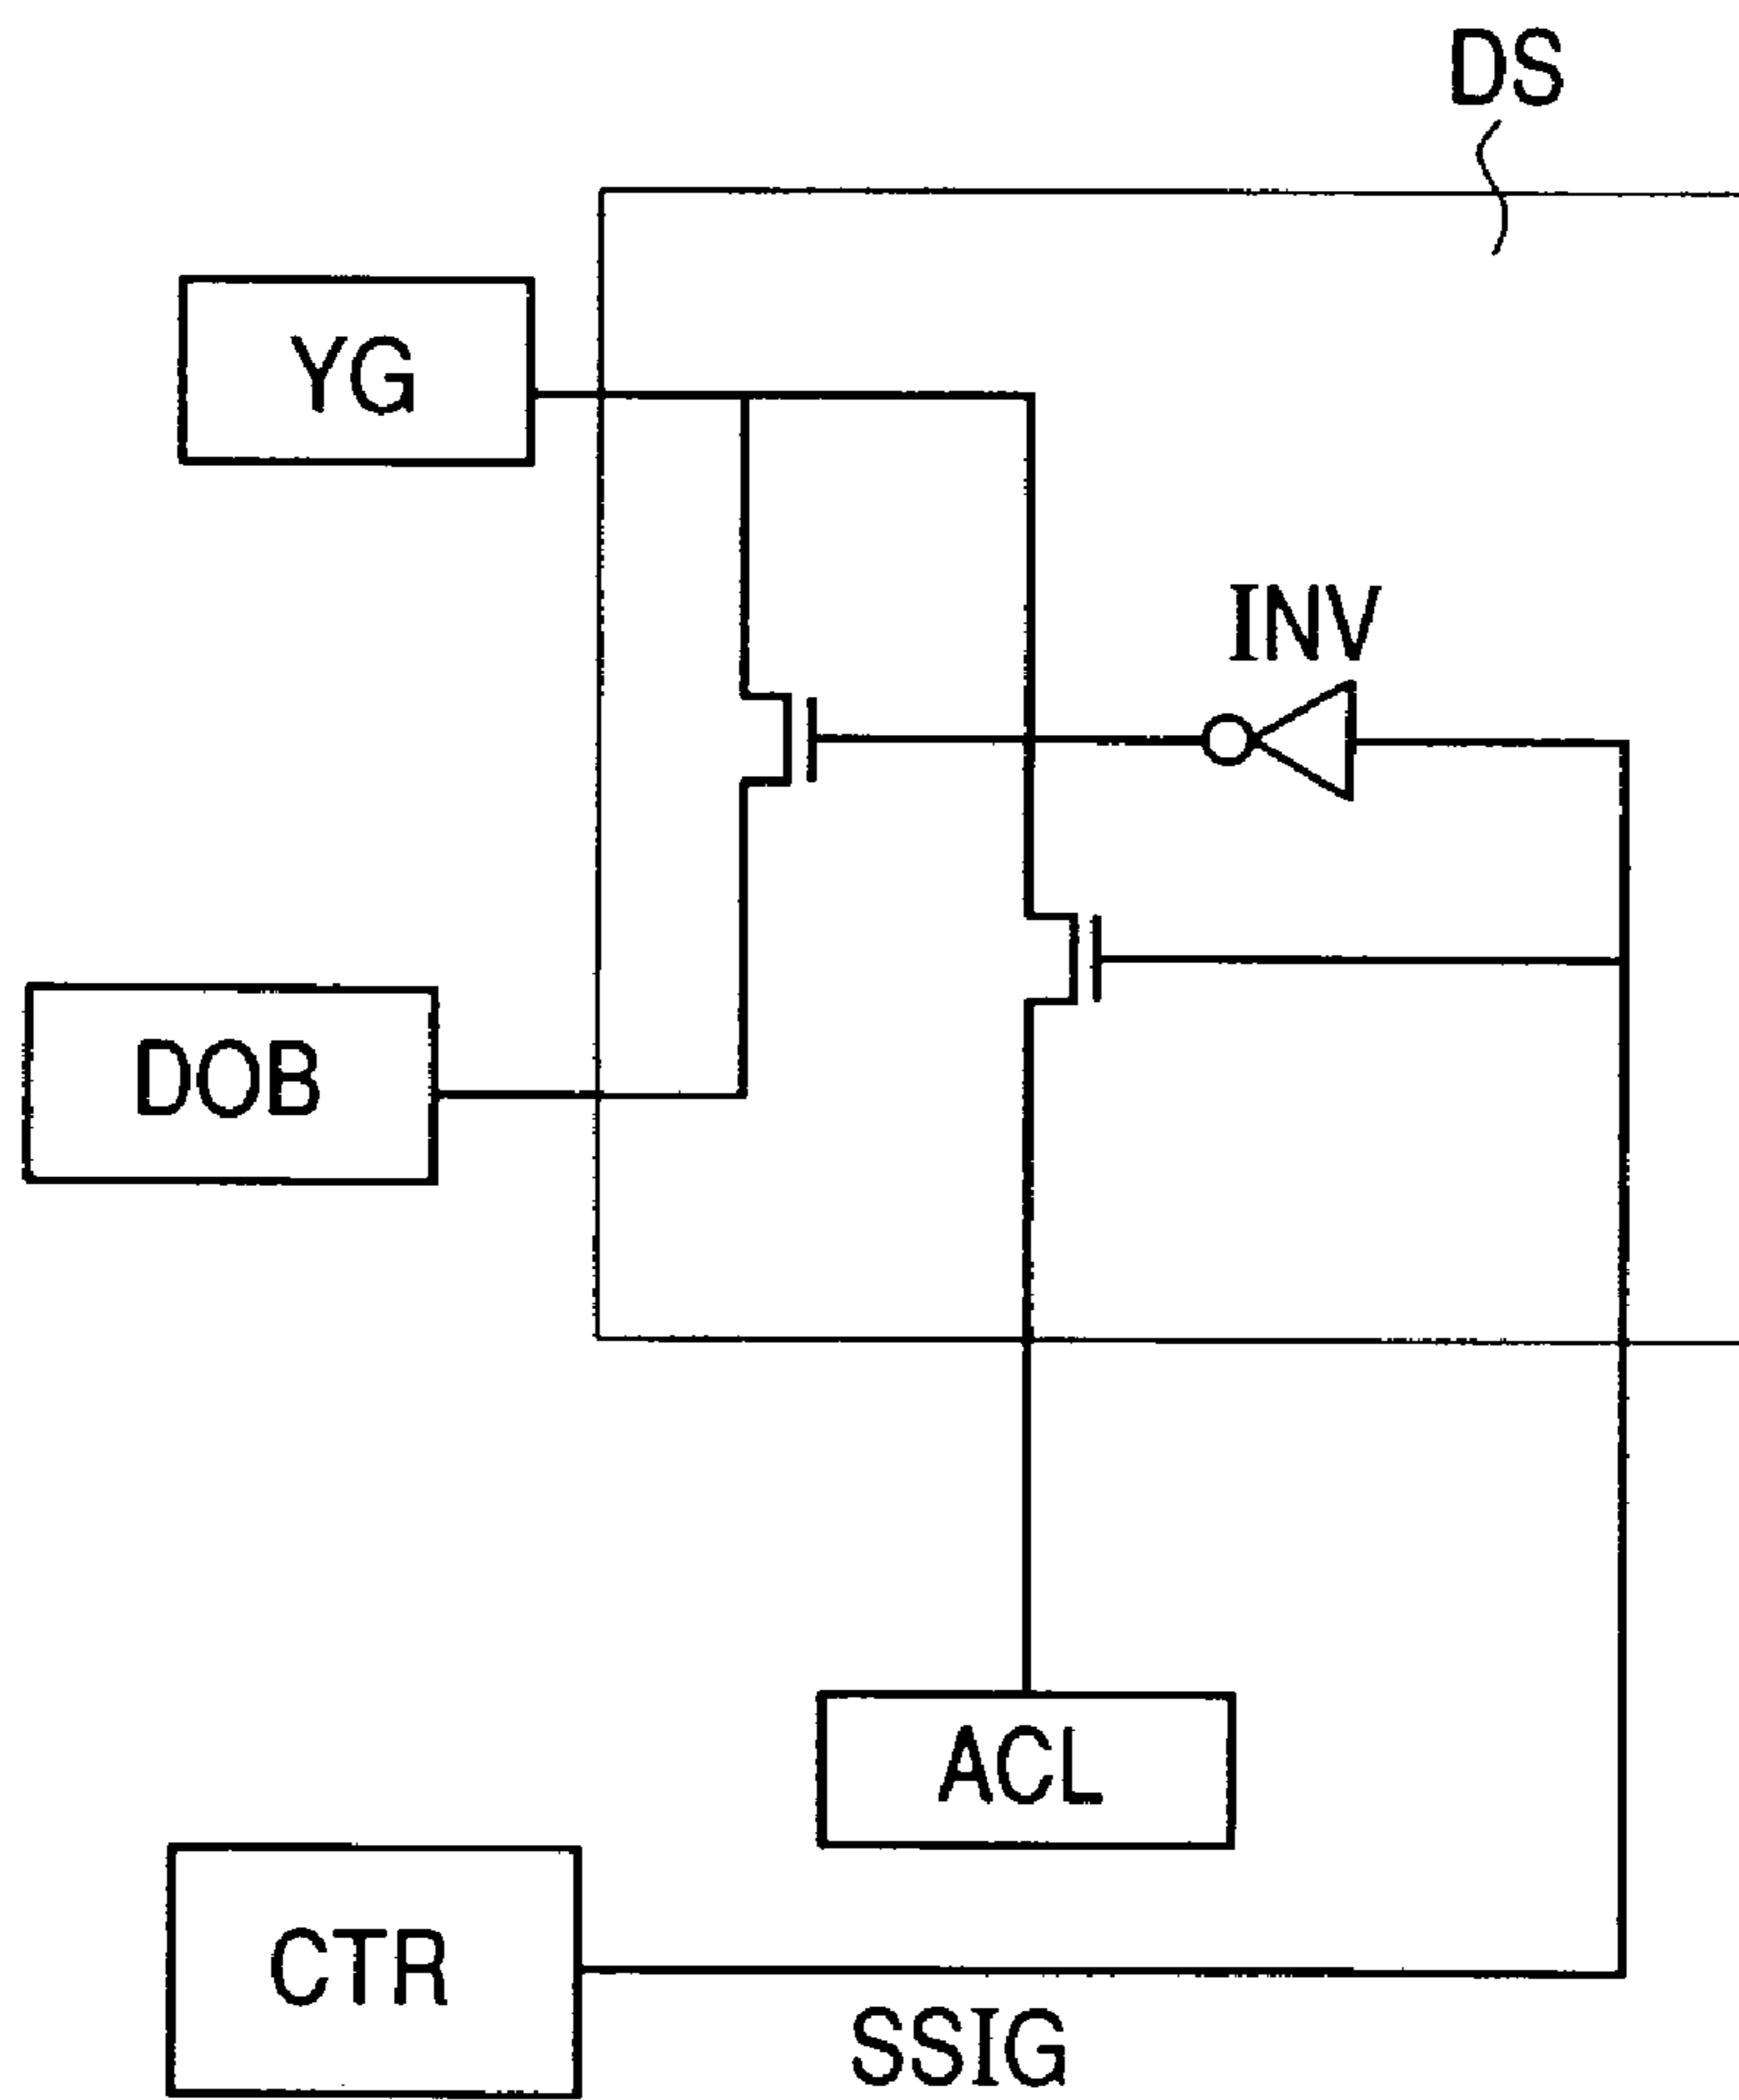 DS
YG
INV
DOB
ACL
CTR
SSIG